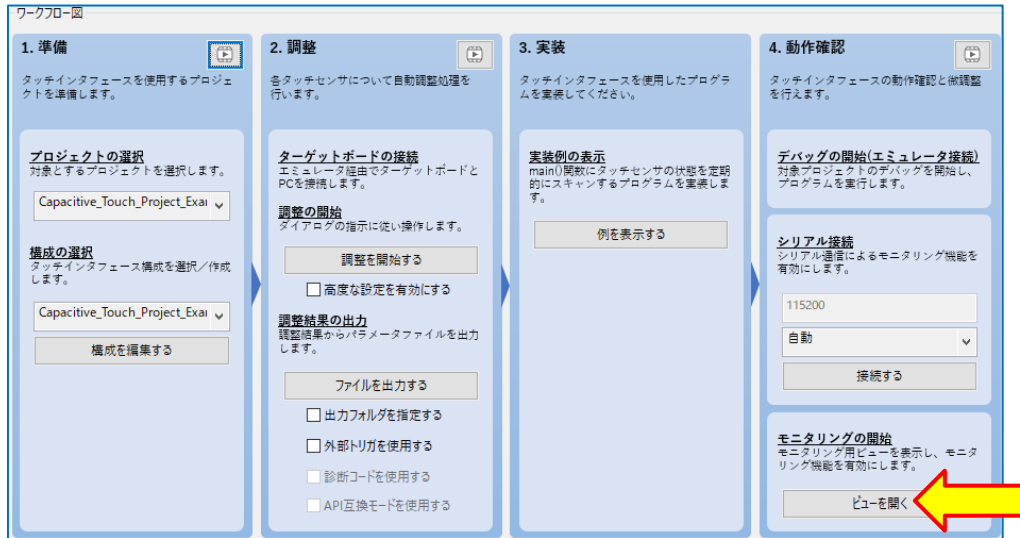 ワークフロー図
1. 準備
タッチインタフェースを使用するプロジェ
クトを準備します。
プロジェクトの選択
対象とするプロジェクトを選択します。
Capacitive_Touch_Project_Exar
構成の選択
タッチインタフェース構成を選択/作成
します。
Capacitive_Touch_Project_Exar
構成を編集する
2. 調整
各タッチセンサについて自動調整処理を
行います。
ターゲットボードの接続
エミュレータ経由でターゲットボードと
PCを接続します。
調整の開始
ダイアログの指示に従い操作します。
調整を開始する
高度な設定を有効にする
調整結果の出力
調整結果からパラメータファイルを出力
します。
ファイルを出力する
出力フォルダを指定する
外部トリガを使用する
診断コードを使用する
API互換モードを使用する
3. 実装
タッチインタフェースを使用したプログラ
ムを実装してください。
実装例の表示
main()関数にタッチセンサの状態を定期
的にスキャンするプログラムを実装しま
す。
例を表示する
4. 動作確認
タッチインタフェースの動作確認と微調整
を行えます。
デバッグの開始(エミュレータ接続)
対象プロジェクトのデバッグを開始し、
プログラムを実行します。
シリアル接続
シリアル通信によるモニタリング機能を
有効にします。
115200
自動
接続する
モニタリングの開始
モニタリング用ビューを表示し、モニタ
リング機能を有効にします。
ビューを開く